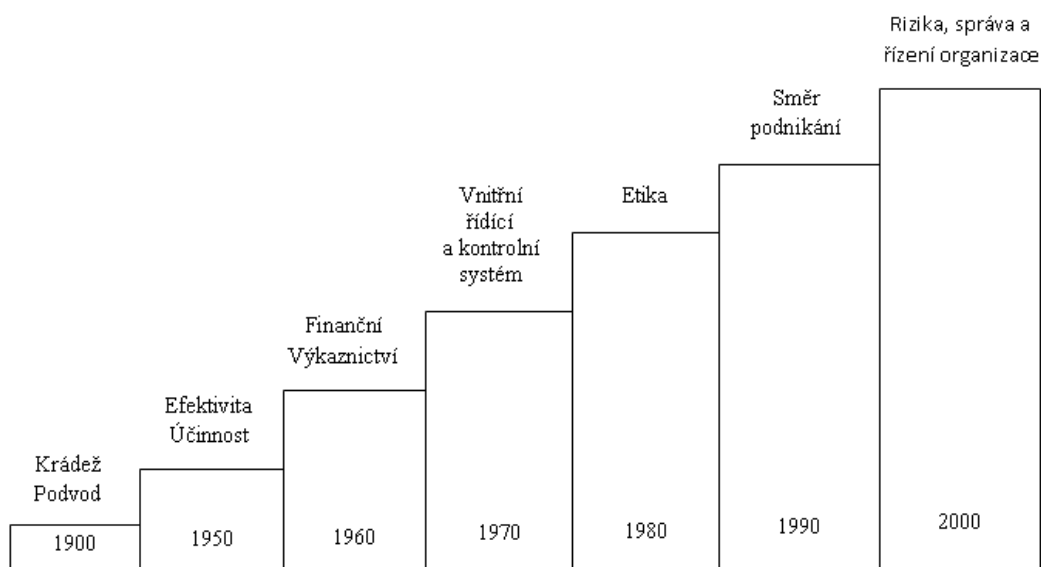 Krádež
Podvod
1900
Efektivita
Účinnost
1950
Finanční
Výkaznictví
1960
Vnitřní
řídící
a kontrolní
systém
1970
Etika
1980
Směr
podnikání
1990
Rizika, správa a
řízení organizace
2000